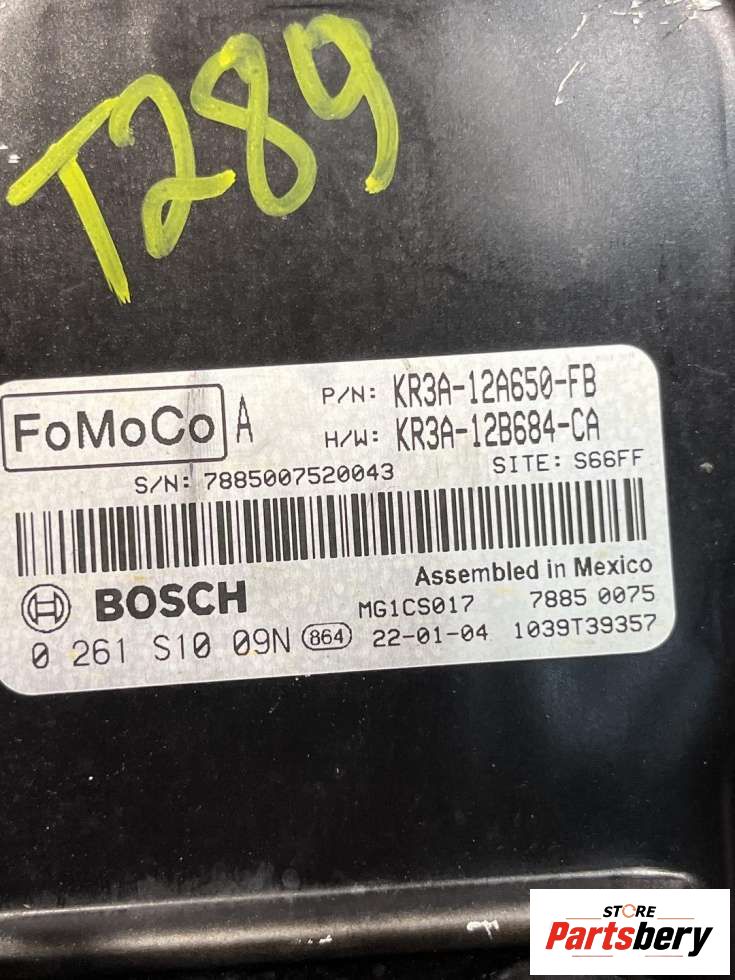 T289
FoMoCo A P/N: KR3A-12A650-FB
H/W: KR3A-12B684-CA
S/N: 7885007520043 SITE: S66FF
Assembled in Mexico
BOSCH MG1CS017 7885 0075
0 261 S10 09N 864 22-01-04 1039T39357
STORE
Partsbery